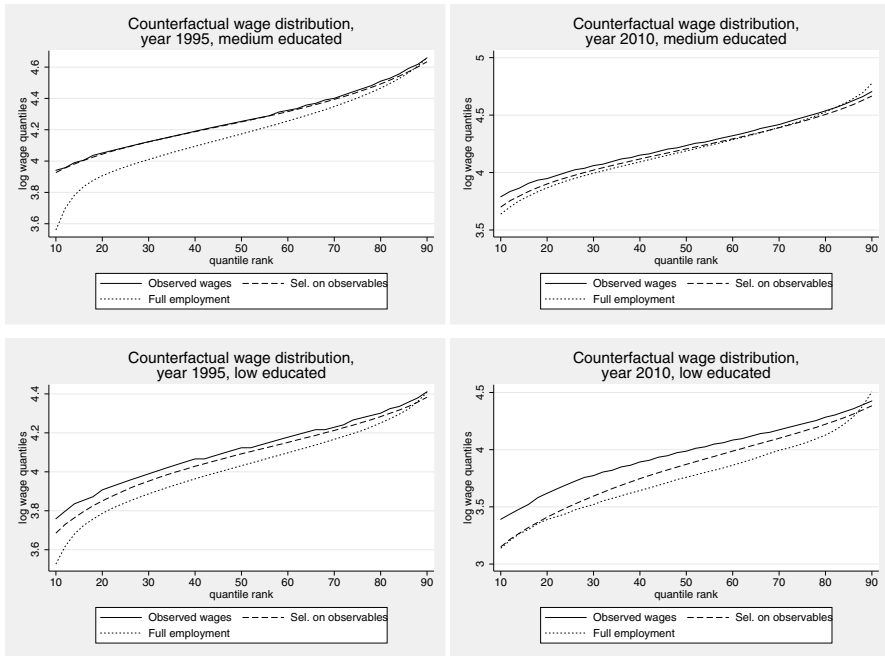 Counterfactual wage distribution,
year 1995, medium educated
log wage quantiles
3.6 3.8 4 4.2 4.4 4.6
10 20 30 40 50 60 70 80 90
quantile rank
Observed wages Sel. on observables
Full employment
Counterfactual wage distribution,
year 2010, medium educated
log wage quantiles
3.5 4 4.5 5
10 20 30 40 50 60 70 80 90
quantile rank
Observed wages Sel. on observables
Full employment
Counterfactual wage distribution,
year 1995, low educated
log wage quantiles
3.6 3.8 4 4.2 4.4
10 20 30 40 50 60 70 80 90
quantile rank
Observed wages Sel. on observables
Full employment
Counterfactual wage distribution,
year 2010, low educated
log wage quantiles
3 3.5 4 4.5
10 20 30 40 50 60 70 80 90
quantile rank
Observed wages Sel. on observables
Full employment